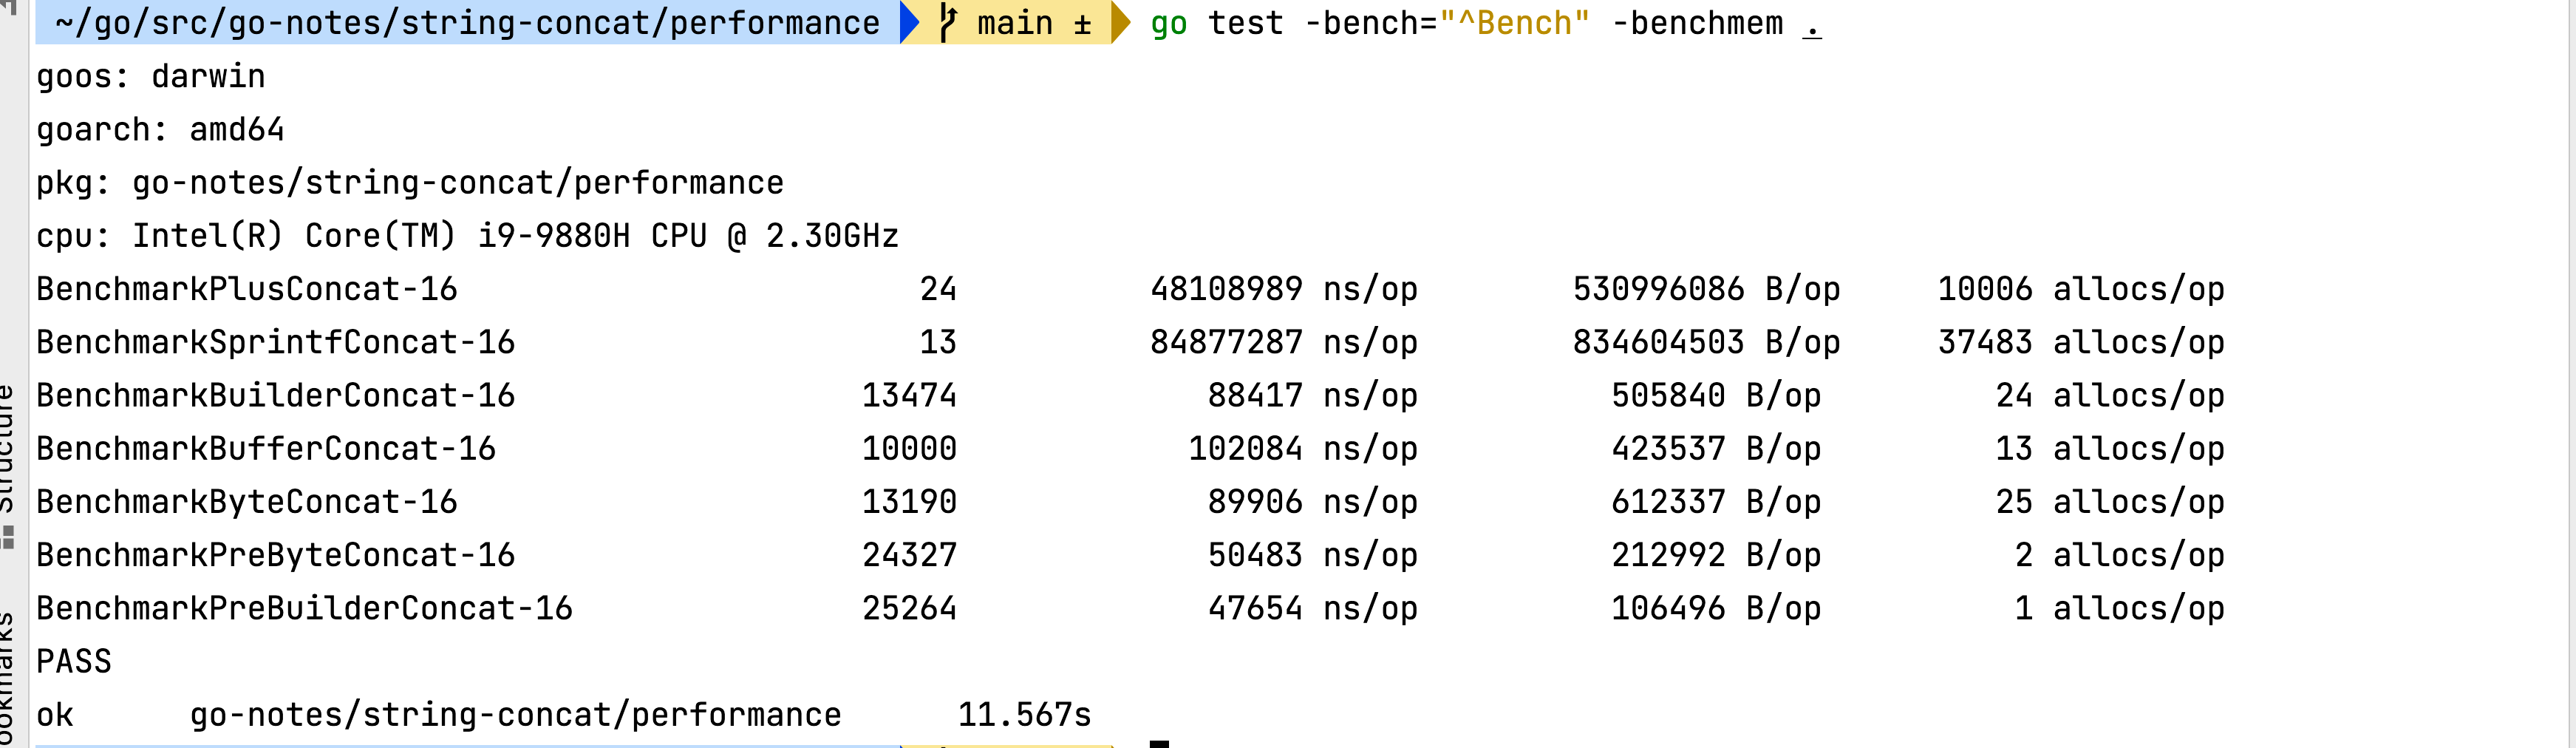 ~/go/src/go-notes/string-concat/performance main ± go test -bench="^Bench" -benchmem .
goos: darwin
goarch: amd64
pkg: go-notes/string-concat/performance
cpu: Intel(R) Core(TM) i9-9880H CPU @ 2.30GHz
BenchmarkPlusConcat-16 24 48108989 ns/op 530996086 B/op 10006 allocs/op
BenchmarkSprintfConcat-16 13 84877287 ns/op 834604503 B/op 37483 allocs/op
BenchmarkBuilderConcat-16 13474 88417 ns/op 505840 B/op 24 allocs/op
BenchmarkBufferConcat-16 10000 102084 ns/op 423537 B/op 13 allocs/op
BenchmarkByteConcat-16 13190 89906 ns/op 612337 B/op 25 allocs/op
BenchmarkPreByteConcat-16 24327 50483 ns/op 212992 B/op 2 allocs/op
BenchmarkPreBuilderConcat-16 25264 47654 ns/op 106496 B/op 1 allocs/op
PASS
ok go-notes/string-concat/performance 11.567s
Structure